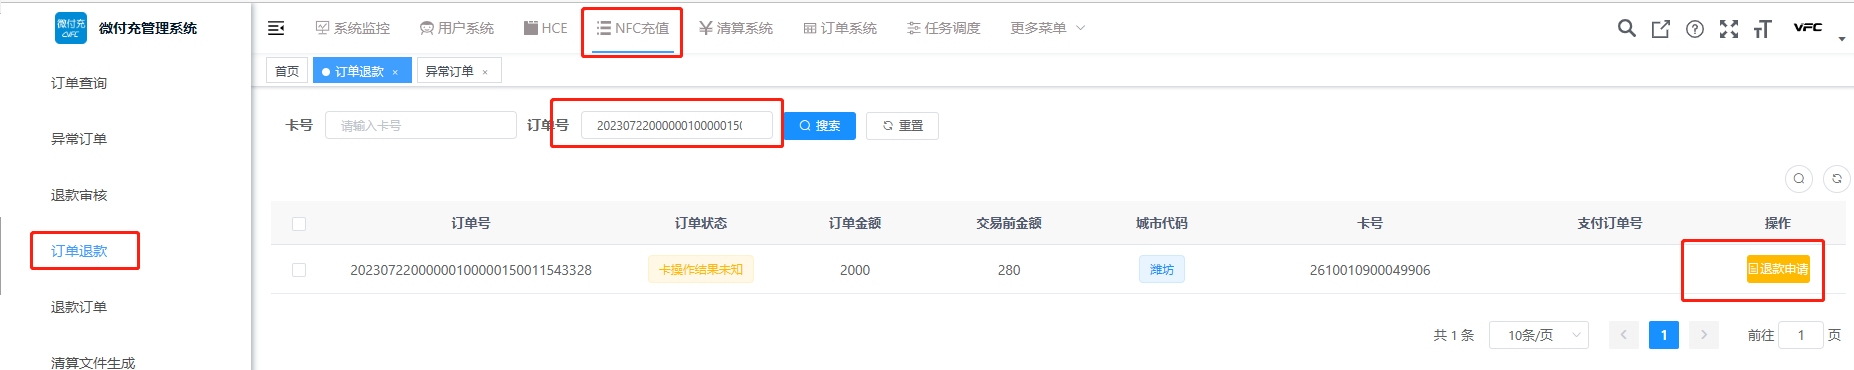 微付充 VFC 微付充管理系统 系统监控 用户系统 HCE NFC充值 清算系统 订单系统 任务调度 更多菜单 VFC
首页 订单退款 × 异常订单 ×
订单查询
异常订单
退款审核
订单退款
退款订单
清算文件生成
卡号 请输入卡号 订单号 2023072200000010000015 搜索 重置
订单号 订单状态 订单金额 交易前金额 城市代码 卡号 支付订单号 操作
2023072200000010000150011543328 卡操作结果未知 2000 280 潍坊 2610010900049906 退款申请
共 1 条 10条/页 < 1 > 前往 1 页